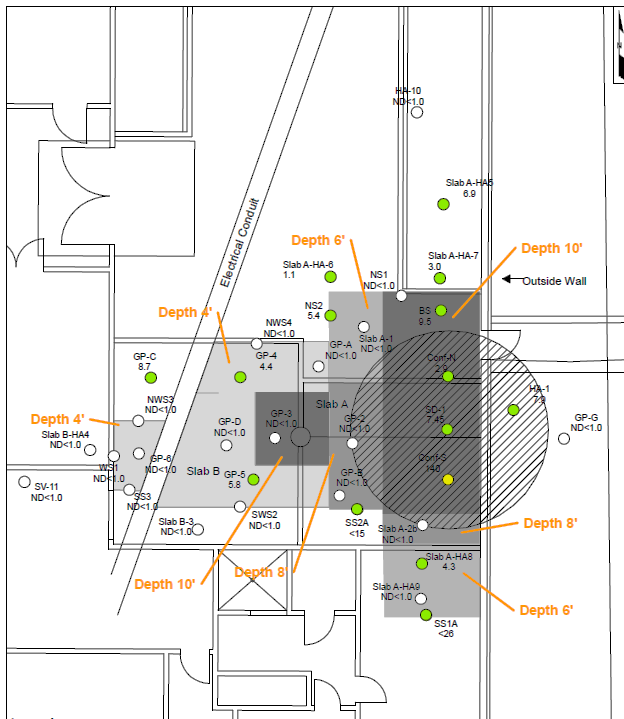 N
HA-10
ND<1.0
Slab A-HA5
6.9
Electrical Conduit
Depth 6'
Depth 10'
Slab A-HA-6
1.1
NS1
ND<1.0
Slab A-HA-7
3.0
Outside Wall
Depth 4'
NS2
5.4
BS
9.5
NWS4
ND<1.0
Slab A-1
ND<1.0
GP-C
8.7
GP-4
4.4
GP-A
ND<1.0
Conf-N
2.9
HA-1
7.9
NWS3
ND<1.0
Depth 4'
Slab A
GP-3
ND<1.0
GP-2
ND<1.0
SD-1
7.45
GP-G
ND<1.0
Slab B-HA4
ND<1.0
GP-D
ND<1.0
WS1
ND<1.0
GP-6
ND<1.0
Slab B
GP-5
5.8
GP-B
ND<1.0
Conf-S
140
SV-11
ND<1.0
SS3
ND<1.0
SWS2
ND<1.0
SS2A
<15
Slab B-3
ND<1.0
Slab A-2b
ND<1.0
Depth 8'
Slab A-HA8
4.3
Depth 10'
Depth 8'
Slab A-HA9
ND<1.0
Depth 6'
SS1A
<26